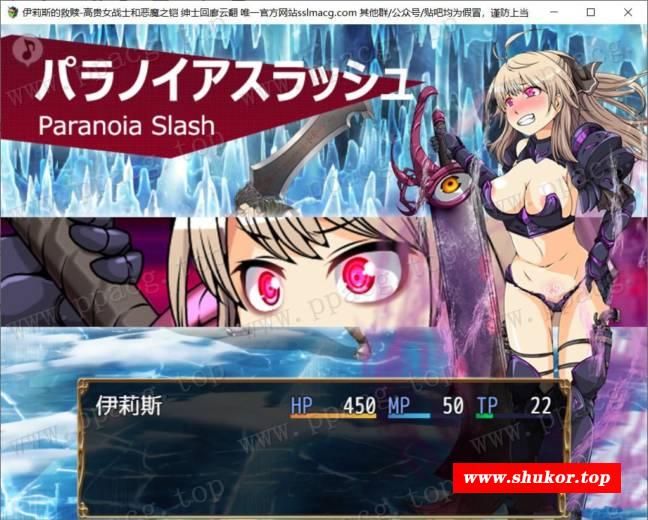 伊莉斯的救赎-高贵女战士和恶魔之铠 绅士回廊云翻 唯一官方网站sslmacg.com 其他群/公众号/贴吧均为假冒，谨防上当
パラノイアスラッシュ
Paranoia Slash
伊莉斯 HP 450 MP 50 TP 22
www.shukor.top
www.ppacg.top